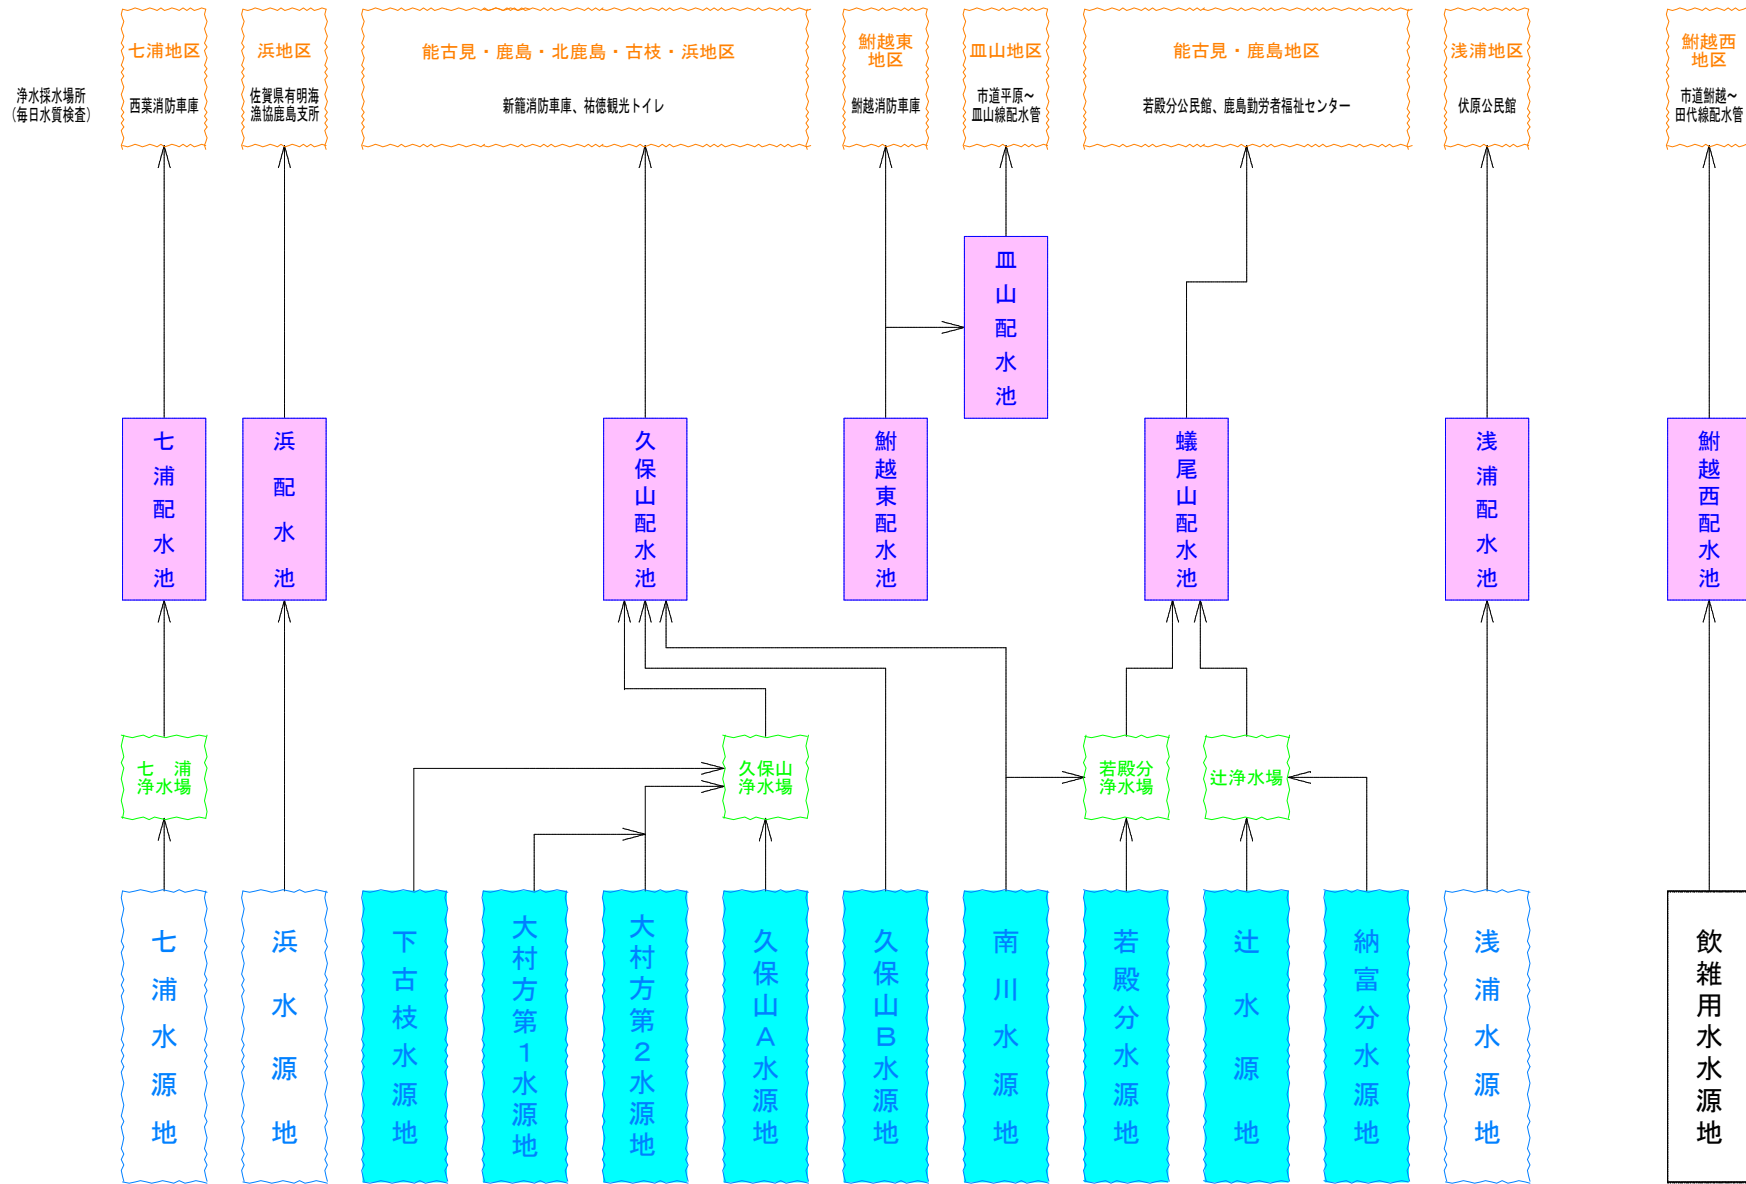 浄水採水場所
(毎日水質検査)
七浦地区
西葉消防車庫
浜地区
佐賀県有明海
漁協鹿島支所
能古見・鹿島・北鹿島・古枝・浜地区
新籠消防車庫、祐徳観光トイレ
鮒越東
地区
鮒越消防車庫
皿山地区
市道平原～
皿山線配水管
能古見・鹿島地区
若殿分公民館、鹿島勤労者福祉センター
浅浦地区
伏原公民館
鮒越西
地区
市道鮒越～
田代線配水管
皿山配水池
七浦配水池
浜配水池
久保山配水池
鮒越東配水池
蟻尾山配水池
浅浦配水池
鮒越西配水池
七　浦
浄水場
久保山
浄水場
若殿分
浄水場
辻浄水場
七浦水源地
浜水源地
下古枝水源地
大村方第１水源地
大村方第２水源地
久保山Ａ水源地
久保山Ｂ水源地
南川水源地
若殿分水源地
辻水源地
納富分水源地
浅浦水源地
飲雑用水水源地